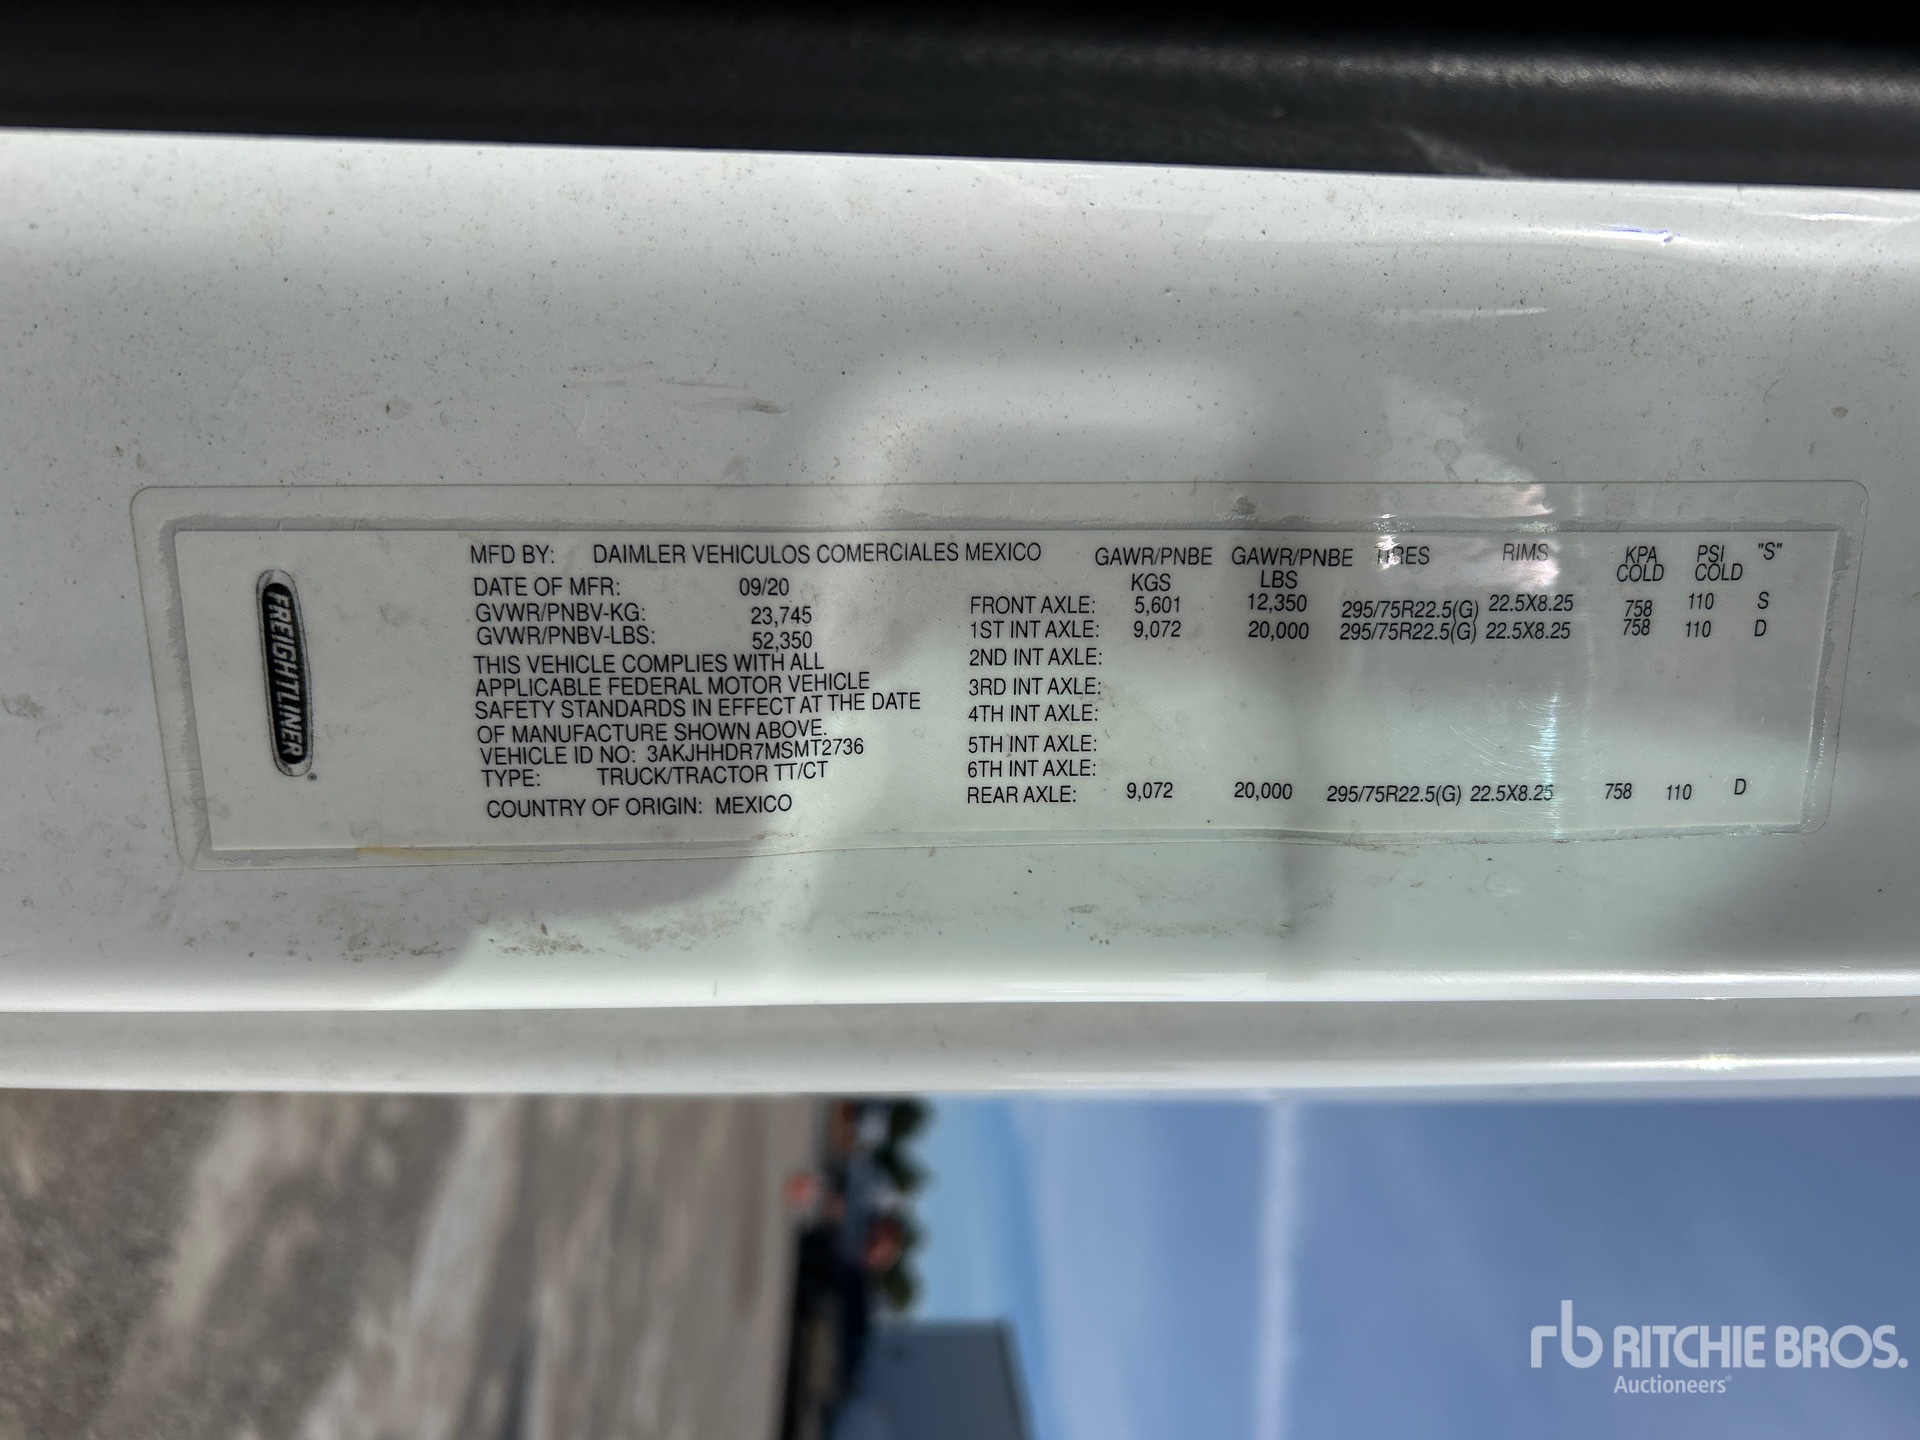 FREIGHTLINER
MFD BY: DAIMLER VEHICULOS COMERCIALES MEXICO
DATE OF MFR: 09/20
GVWR/PNBV-KG: 23,745
GVWR/PNBV-LBS: 52,350
THIS VEHICLE COMPLIES WITH ALL
APPLICABLE FEDERAL MOTOR VEHICLE
SAFETY STANDARDS IN EFFECT AT THE DATE
OF MANUFACTURE SHOWN ABOVE.
VEHICLE ID NO: 3AKJHHDR7MSMT2736
TYPE: TRUCK/TRACTOR TT/CT
COUNTRY OF ORIGIN: MEXICO
GAWR/PNBE GAWR/PNBE TIRES RIMS KPA PSI "S"
KGS LBS COLD COLD
FRONT AXLE: 5,601 12,350 295/75R22.5(G) 22.5X8.25 758 110 S
1ST INT AXLE: 9,072 20,000 295/75R22.5(G) 22.5X8.25 758 110 D
2ND INT AXLE:
3RD INT AXLE:
4TH INT AXLE:
5TH INT AXLE:
6TH INT AXLE:
REAR AXLE: 9,072 20,000 295/75R22.5(G) 22.5X8.25 758 110 D
rb RITCHIE BROS.
Auctioneers